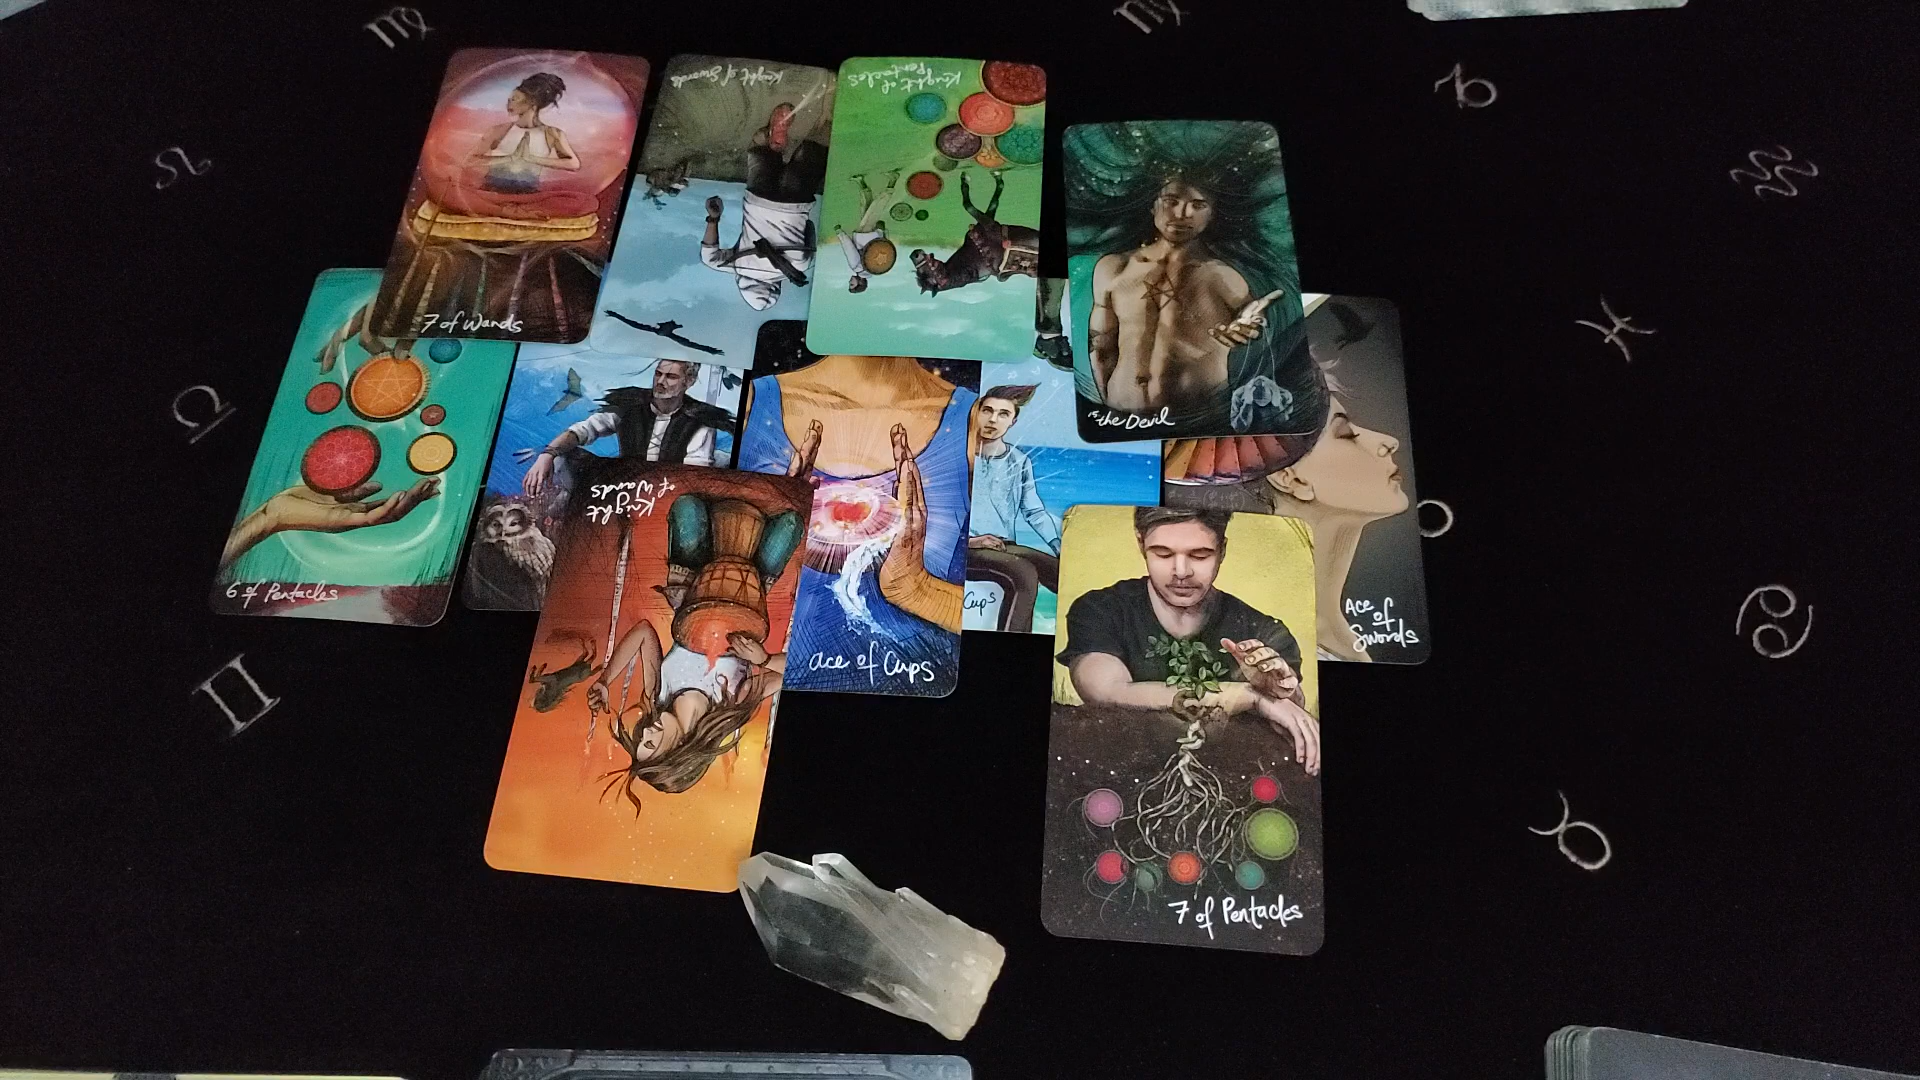 Knight of Swords
Knight of
Pentacles
7 of Wands
15 the Devil
Knight
of Wands
6 of Pentacles
Cups
Ace
of
Swords
ace of Cups
7 of Pentacles